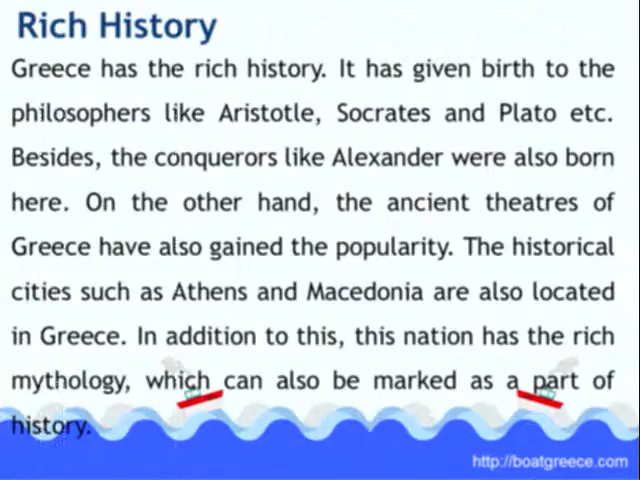 Rich History
Greece has the rich history. It has given birth to the
philosophers like Aristotle, Socrates and Plato etc.
Besides, the conquerors like Alexander were also born
here. On the other hand, the ancient theatres of
Greece have also gained the popularity. The historical
cities such as Athens and Macedonia are also located
in Greece. In addition to this, this nation has the rich
mythology, which can also be marked as a part of
history.
http://boatgreece.com